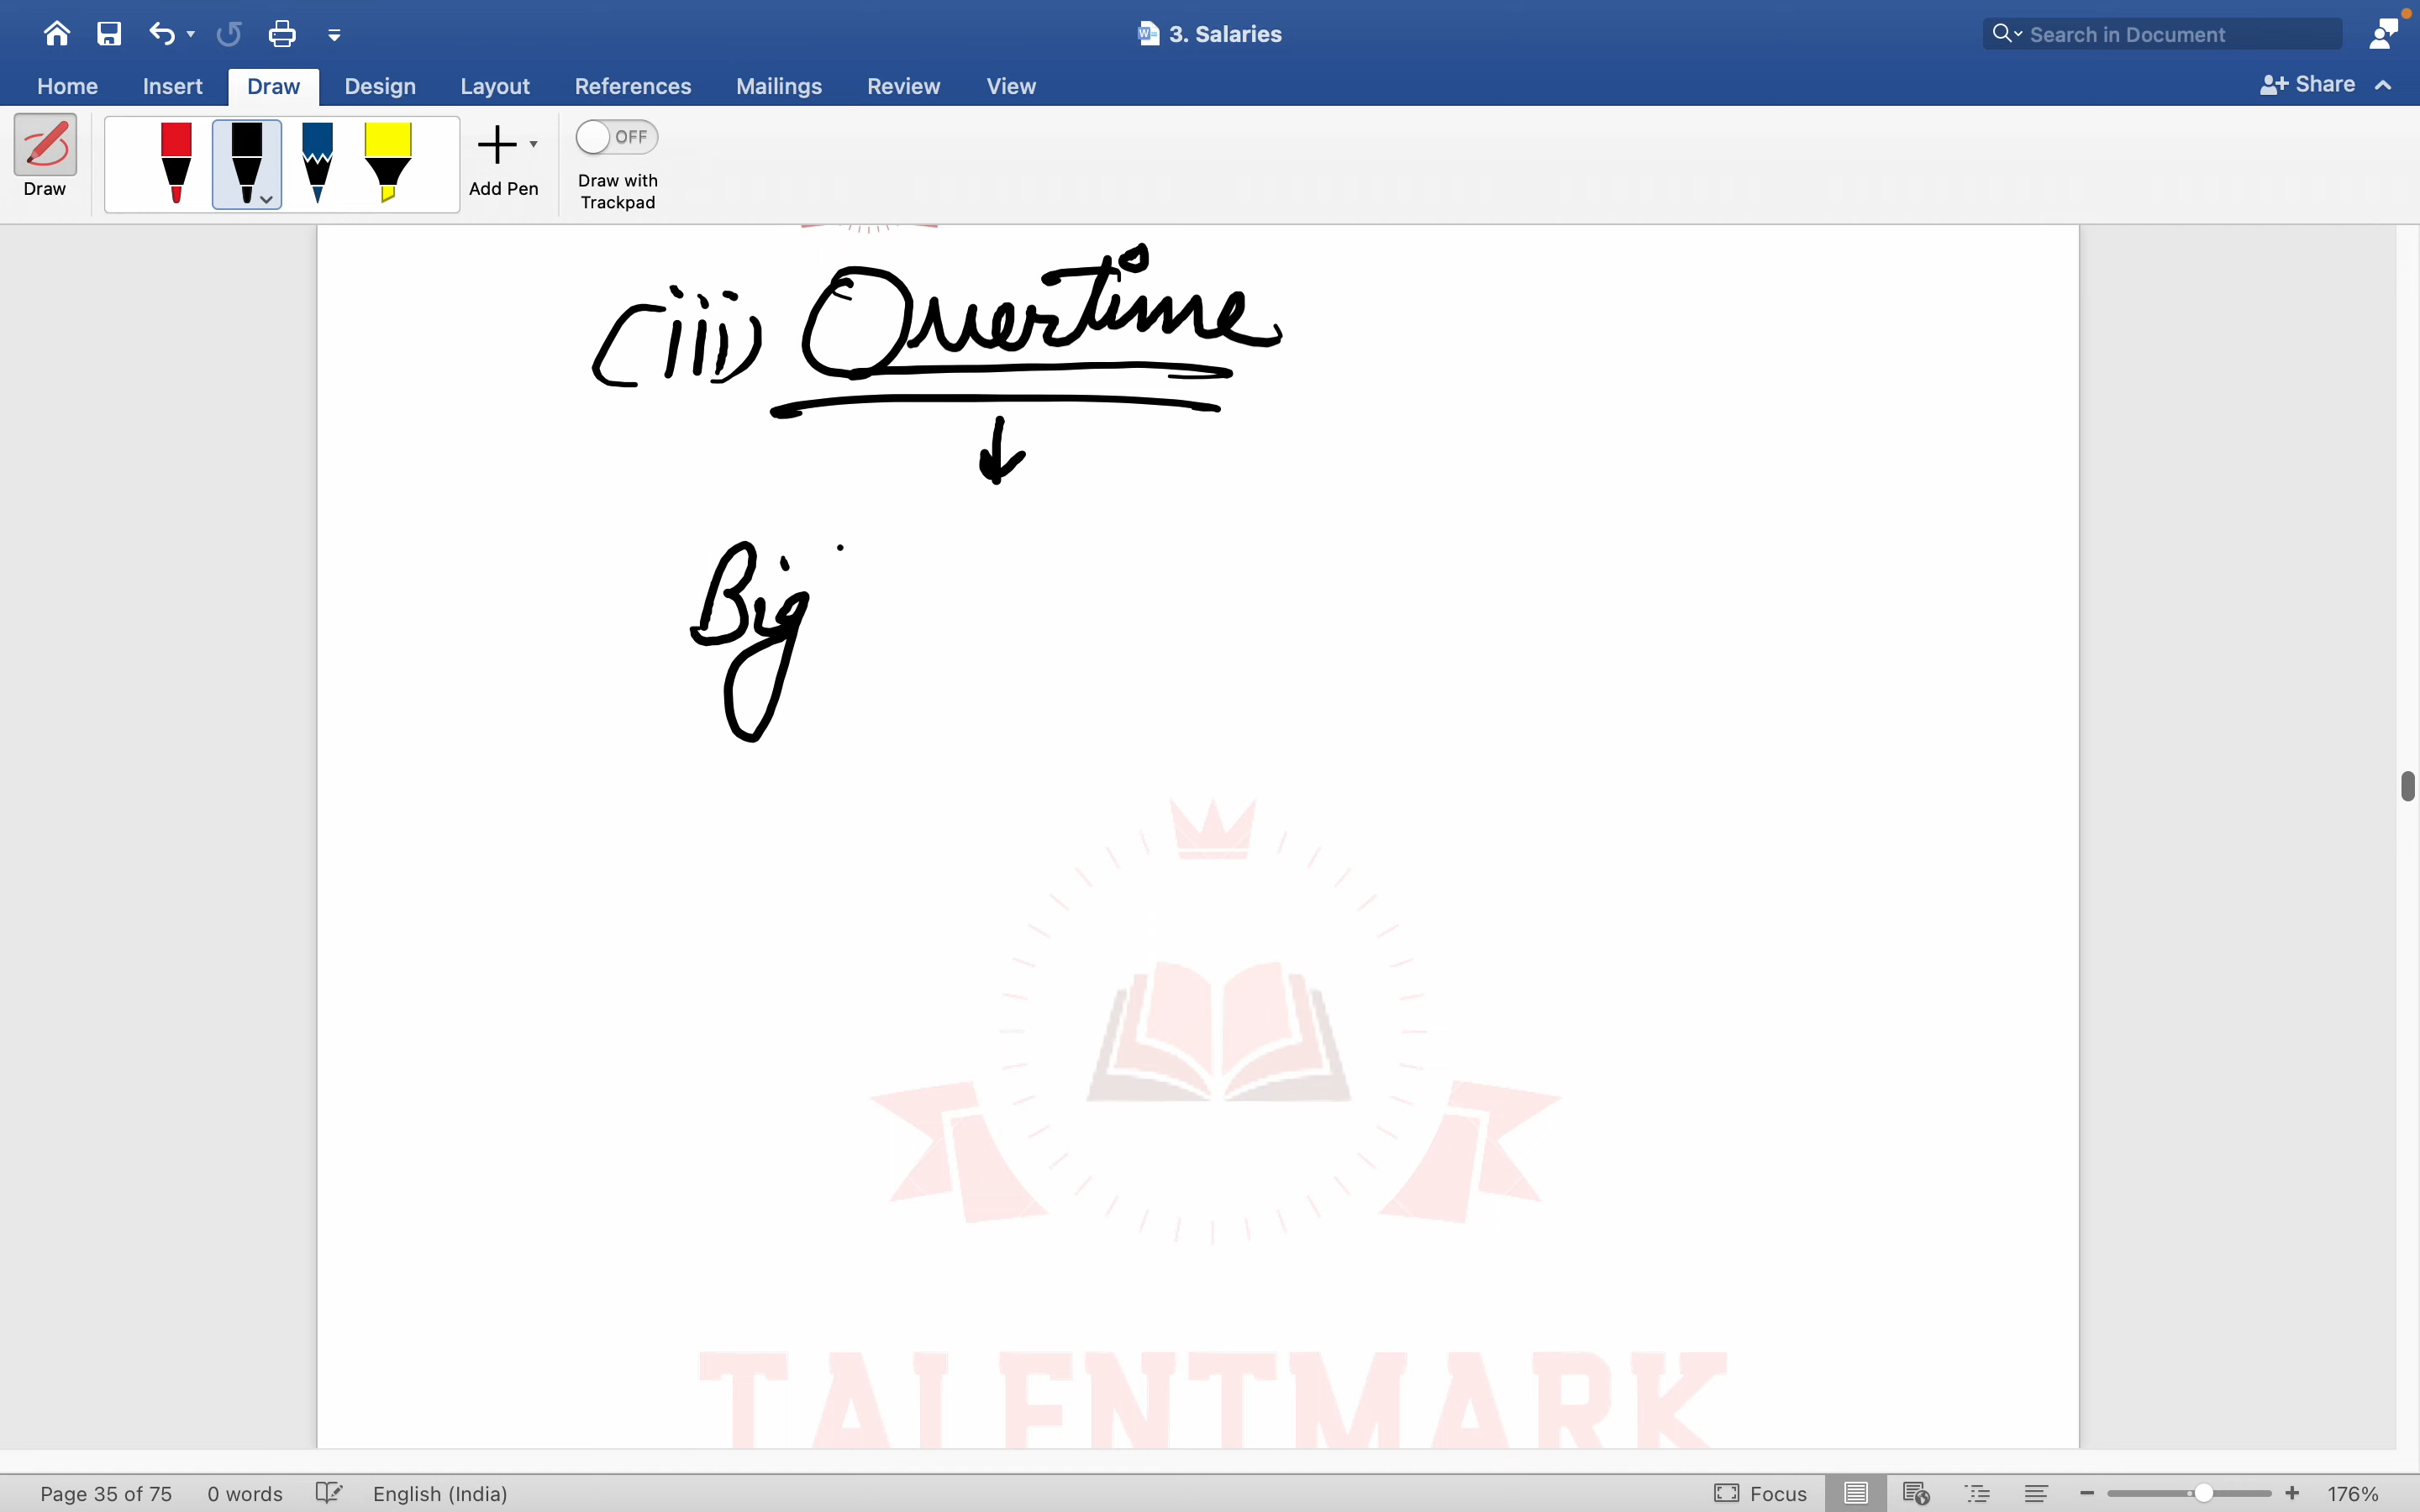 3. Salaries
Search in Document
Home Insert Draw Design Layout References Mailings Review View
Share
Draw
Add Pen
OFF
Draw with
Trackpad
(iii) Overtime
Big
TALENTMARK
Page 35 of 75 0 words English (India) Focus 176%